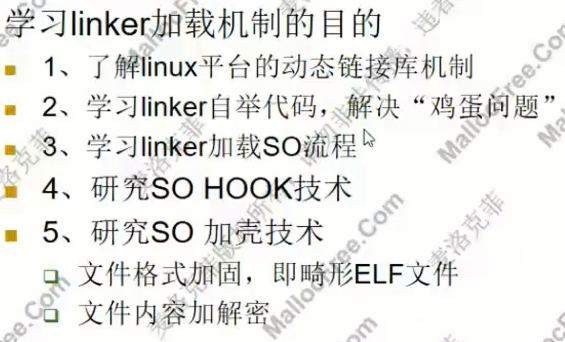 学习linker加载机制的目的
1、了解linux平台的动态链接库机制
2、学习linker自举代码，解决“鸡蛋问题”
3、学习linker加载SO流程
4、研究SO HOOK技术
5、研究SO 加壳技术
文件格式加固，即畸形ELF文件
文件内容加解密